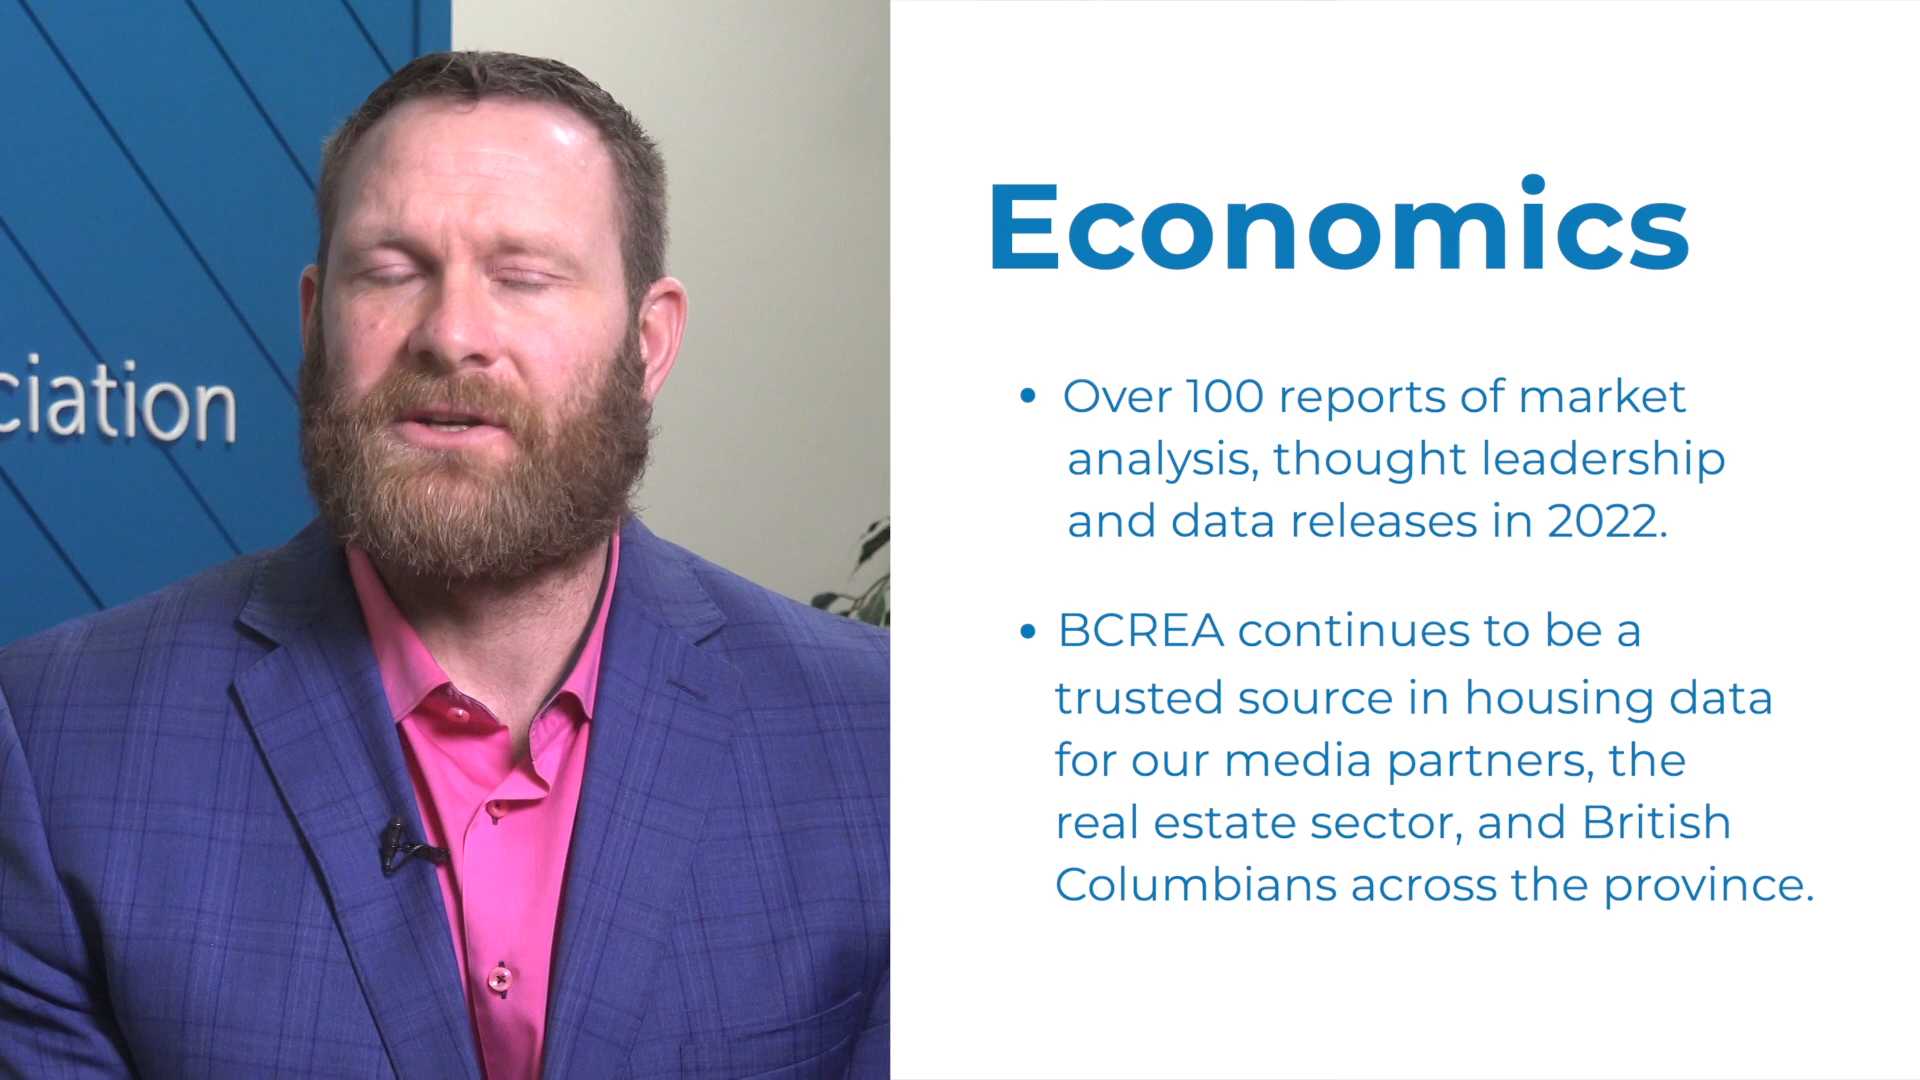 ciation
Economics
• Over 100 reports of market
analysis, thought leadership
and data releases in 2022.
• BCREA continues to be a
trusted source in housing data
for our media partners, the
real estate sector, and British
Columbians across the province.